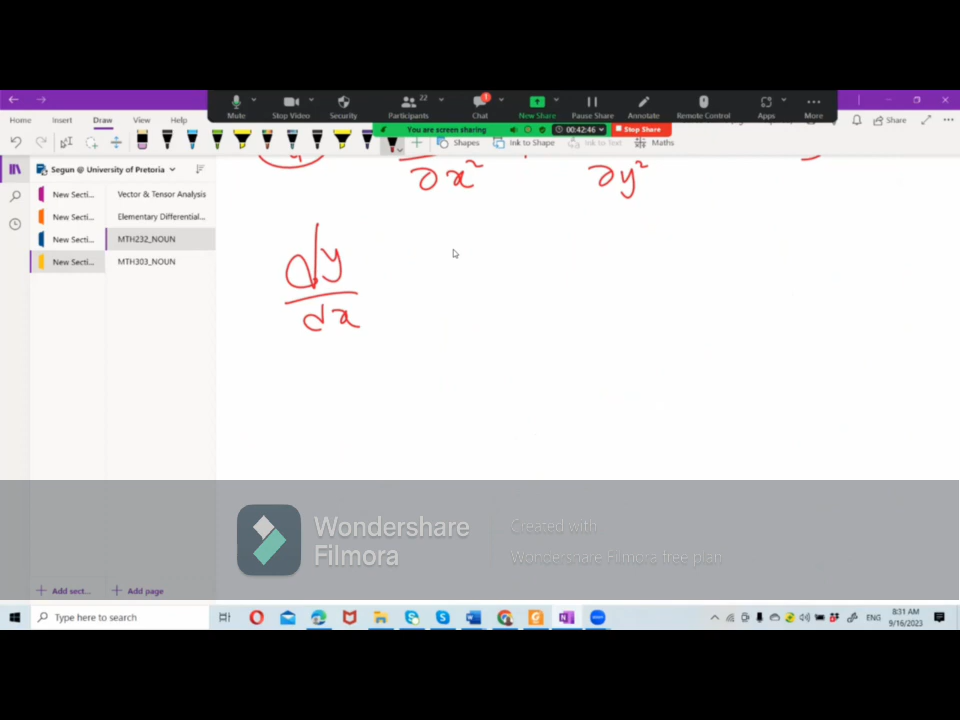 22
1
Mute
Stop Video
Security
Participants
Chat
New Share
Pause Share
Annotate
Remote Control
Apps
More
You are screen sharing
00:42:46
Stop Share
Home
Insert
Draw
View
Help
Share
Shapes
Ink to Shape
Ink to Text
Maths
Segun @ University of Pretoria
New Secti...
Vector & Tensor Analysis
New Secti...
Elementary Differential...
New Secti...
MTH232_NOUN
New Secti...
MTH303_NOUN
∂x² ∂y²
dy
dx
Wondershare
Filmora
Created with
Wondershare Filmora free plan
Add sect...
Add page
Type here to search
ENG
8:31 AM
9/16/2023